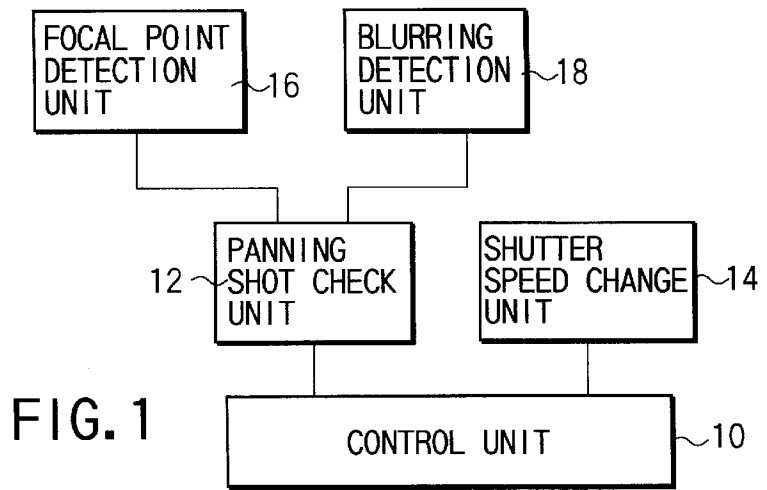 FOCAL POINT
DETECTION
UNIT
16
BLURRING
DETECTION
UNIT
18
PANNING
SHOT CHECK
UNIT
12
SHUTTER
SPEED CHANGE
UNIT
14
CONTROL UNIT
10
FIG. 1